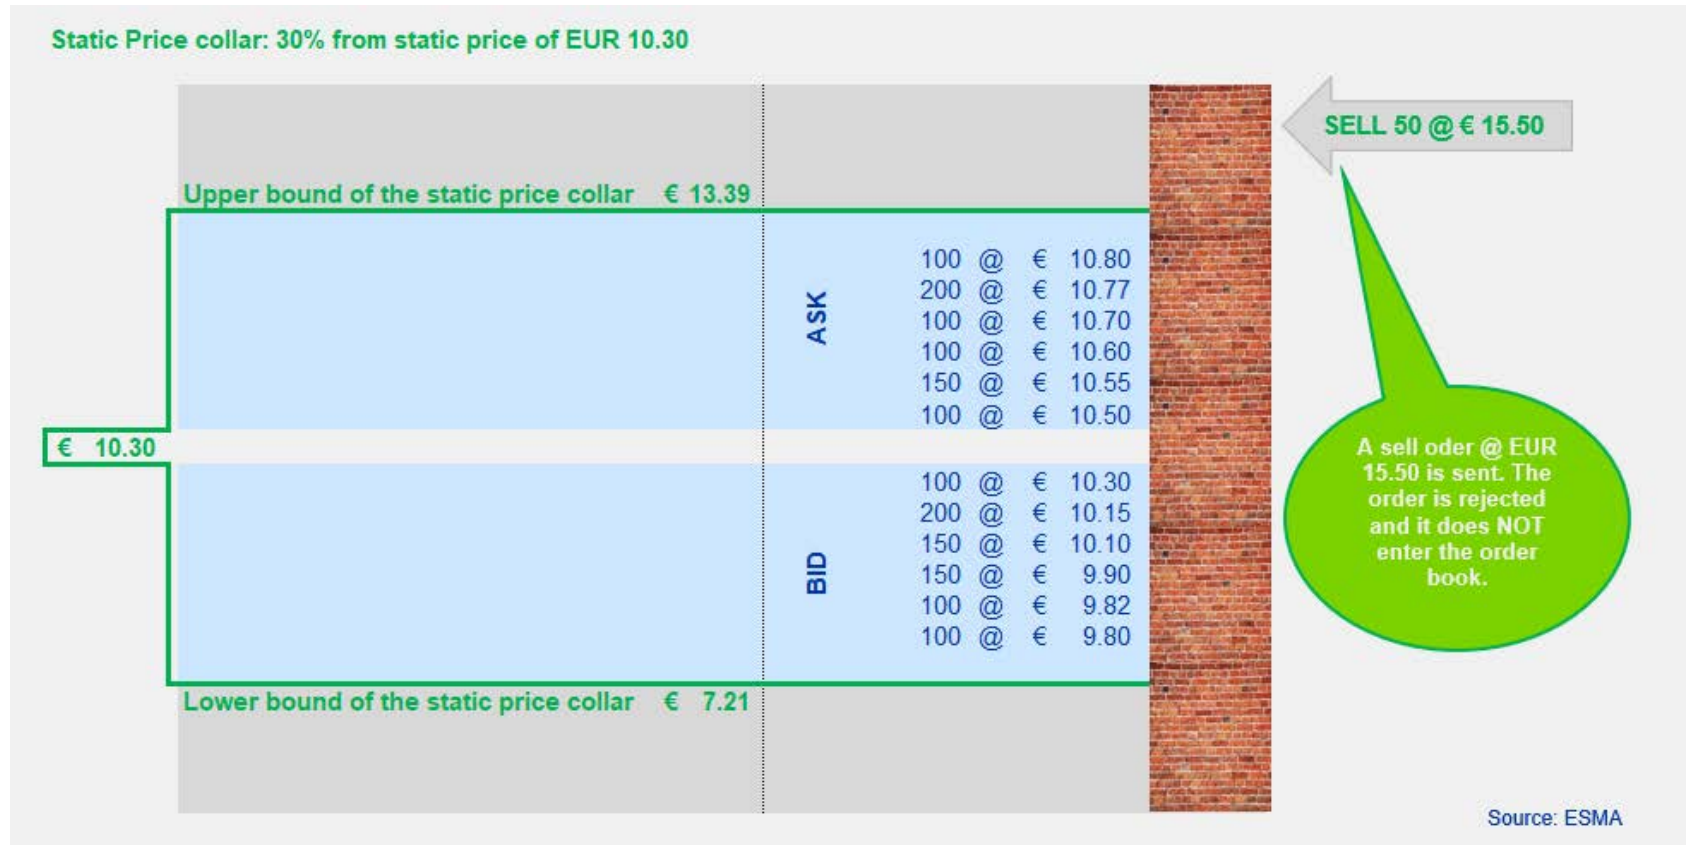 Static Price collar: 30% from static price of EUR 10.30
SELL 50 @ € 15.50
Upper bound of the static price collar € 13.39
ASK
100 @ € 10.80
200 @ € 10.77
100 @ € 10.70
100 @ € 10.60
150 @ € 10.55
100 @ € 10.50
€ 10.30
BID
100 @ € 10.30
200 @ € 10.15
150 @ € 10.10
150 @ € 9.90
100 @ € 9.82
100 @ € 9.80
Lower bound of the static price collar € 7.21
A sell oder @ EUR
15.50 is sent. The
order is rejected
and it does NOT
enter the order
book.
Source: ESMA